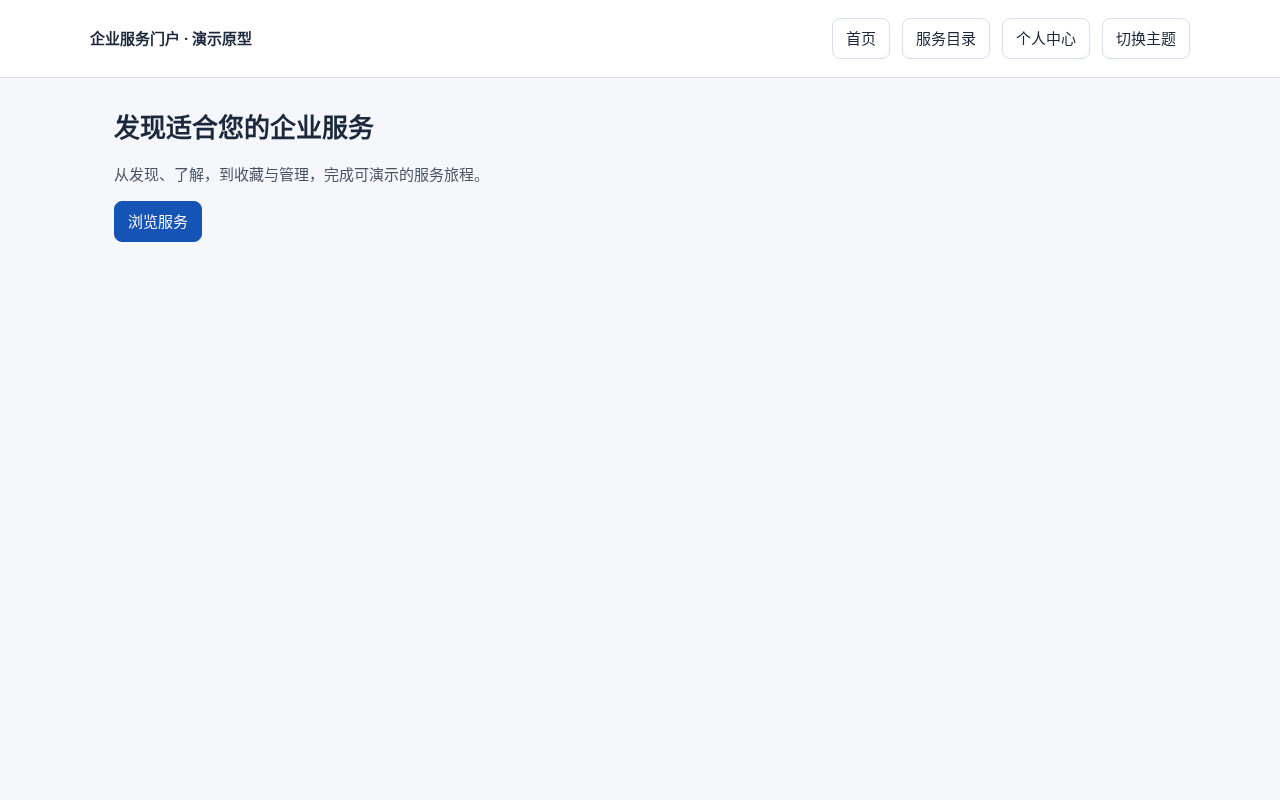 企业服务门户 · 演示原型
首页 服务目录 个人中心 切换主题
发现适合您的企业服务
从发现、了解，到收藏与管理，完成可演示的服务旅程。
浏览服务